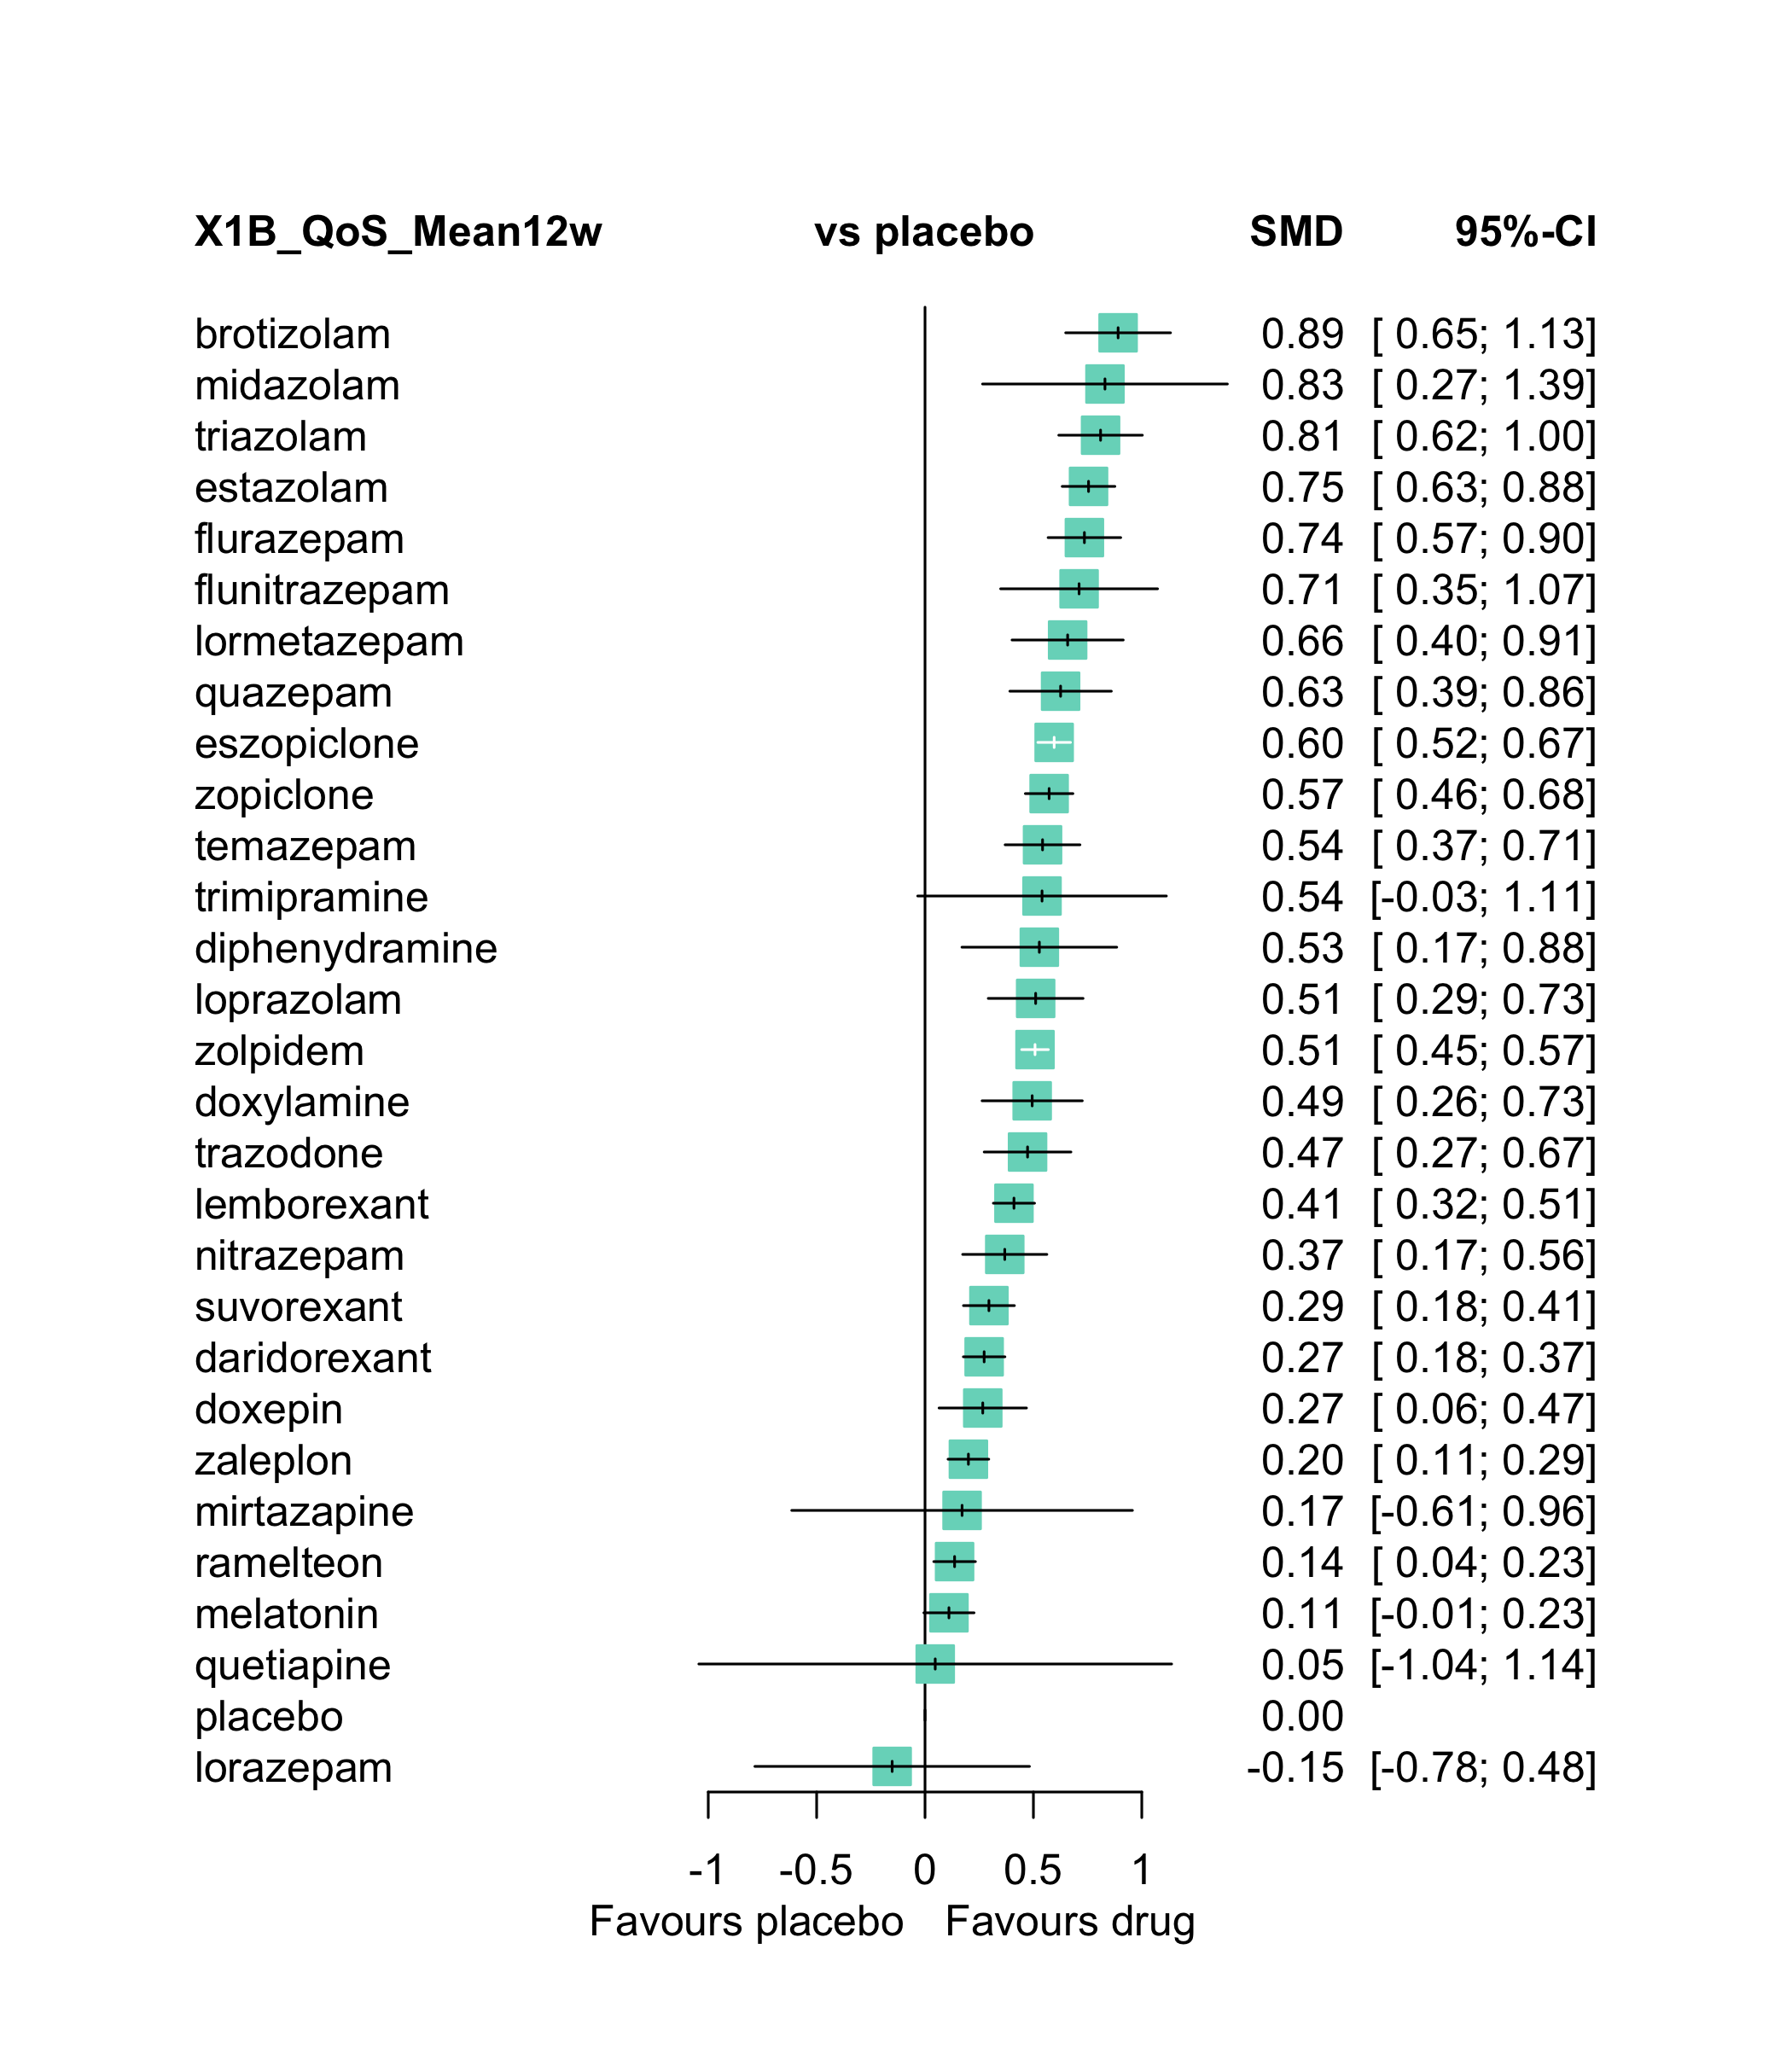 X1B_QoS_Mean12w vs placebo SMD 95%-CI
brotizolam 0.89 [ 0.65; 1.13]
midazolam 0.83 [ 0.27; 1.39]
triazolam 0.81 [ 0.62; 1.00]
estazolam 0.75 [ 0.63; 0.88]
flurazepam 0.74 [ 0.57; 0.90]
flunitrazepam 0.71 [ 0.35; 1.07]
lormetazepam 0.66 [ 0.40; 0.91]
quazepam 0.63 [ 0.39; 0.86]
eszopiclone 0.60 [ 0.52; 0.67]
zopiclone 0.57 [ 0.46; 0.68]
temazepam 0.54 [ 0.37; 0.71]
trimipramine 0.54 [-0.03; 1.11]
diphenydramine 0.53 [ 0.17; 0.88]
loprazolam 0.51 [ 0.29; 0.73]
zolpidem 0.51 [ 0.45; 0.57]
doxylamine 0.49 [ 0.26; 0.73]
trazodone 0.47 [ 0.27; 0.67]
lemborexant 0.41 [ 0.32; 0.51]
nitrazepam 0.37 [ 0.17; 0.56]
suvorexant 0.29 [ 0.18; 0.41]
daridorexant 0.27 [ 0.18; 0.37]
doxepin 0.27 [ 0.06; 0.47]
zaleplon 0.20 [ 0.11; 0.29]
mirtazapine 0.17 [-0.61; 0.96]
ramelteon 0.14 [ 0.04; 0.23]
melatonin 0.11 [-0.01; 0.23]
quetiapine 0.05 [-1.04; 1.14]
placebo 0.00
lorazepam -0.15 [-0.78; 0.48]
-1 -0.5 0 0.5 1
Favours placebo Favours drug